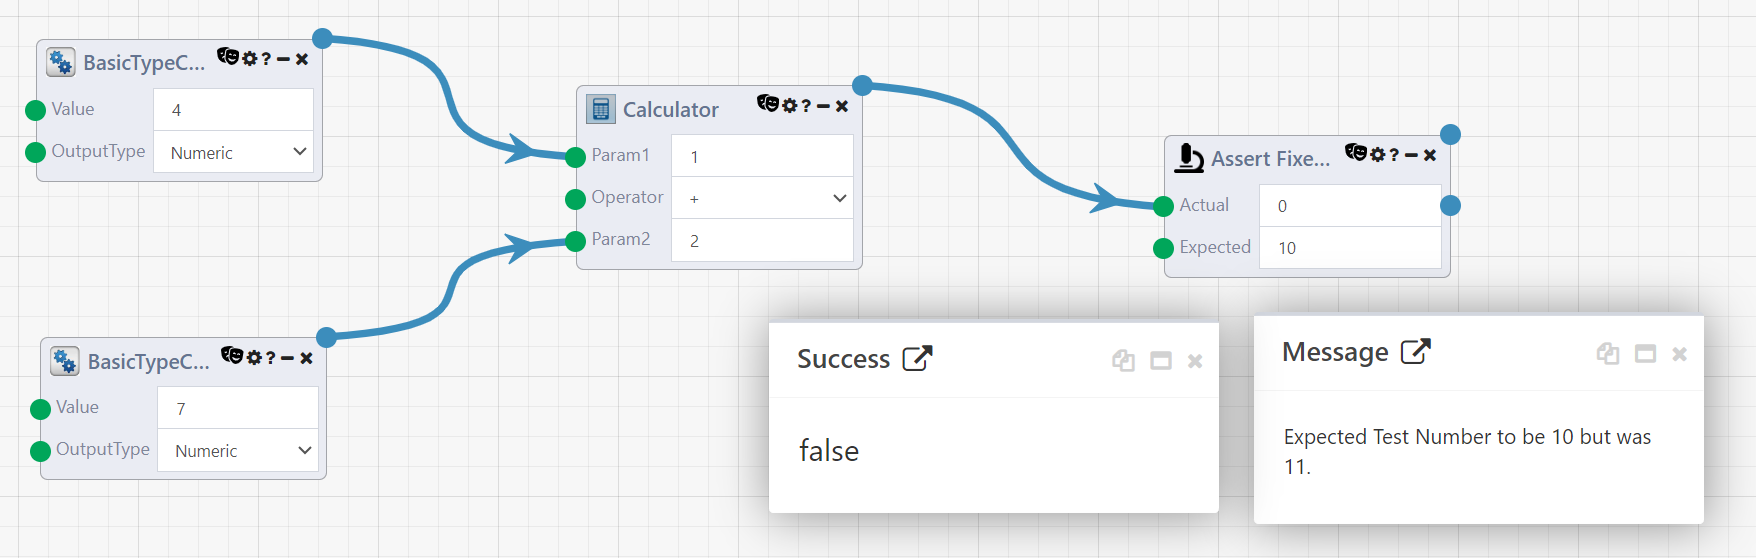 BasicTypeC... ?
Value 4
OutputType Numeric
Calculator ?
Param1 1
Operator +
Param2 2
Assert Fixe... ?
Actual 0
Expected 10
BasicTypeC... ?
Value 7
OutputType Numeric
Success
false
Message
Expected Test Number to be 10 but was
11.